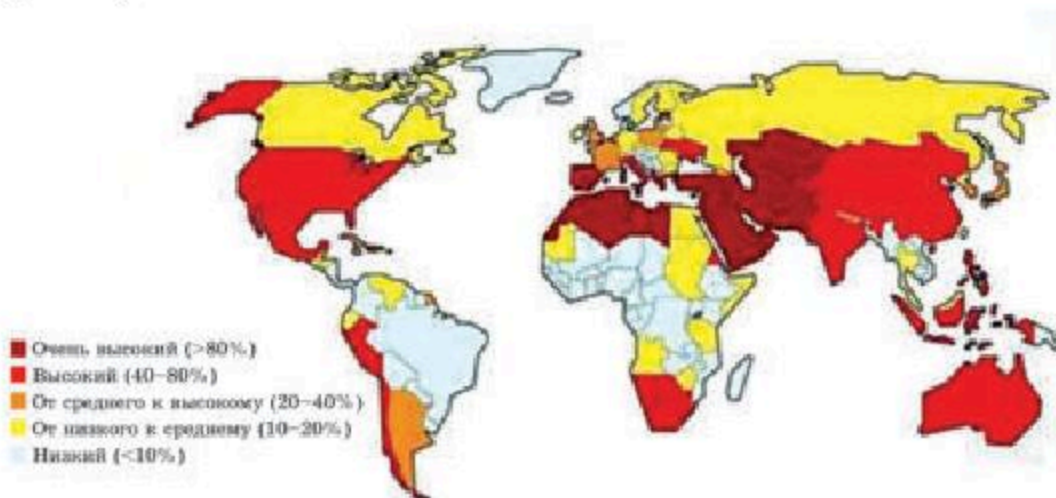 Очень высокий (>80%)
Высокий (40–80%)
От среднего к высокому (20–40%)
От низкого к среднему (10–20%)
Низкий (<10%)